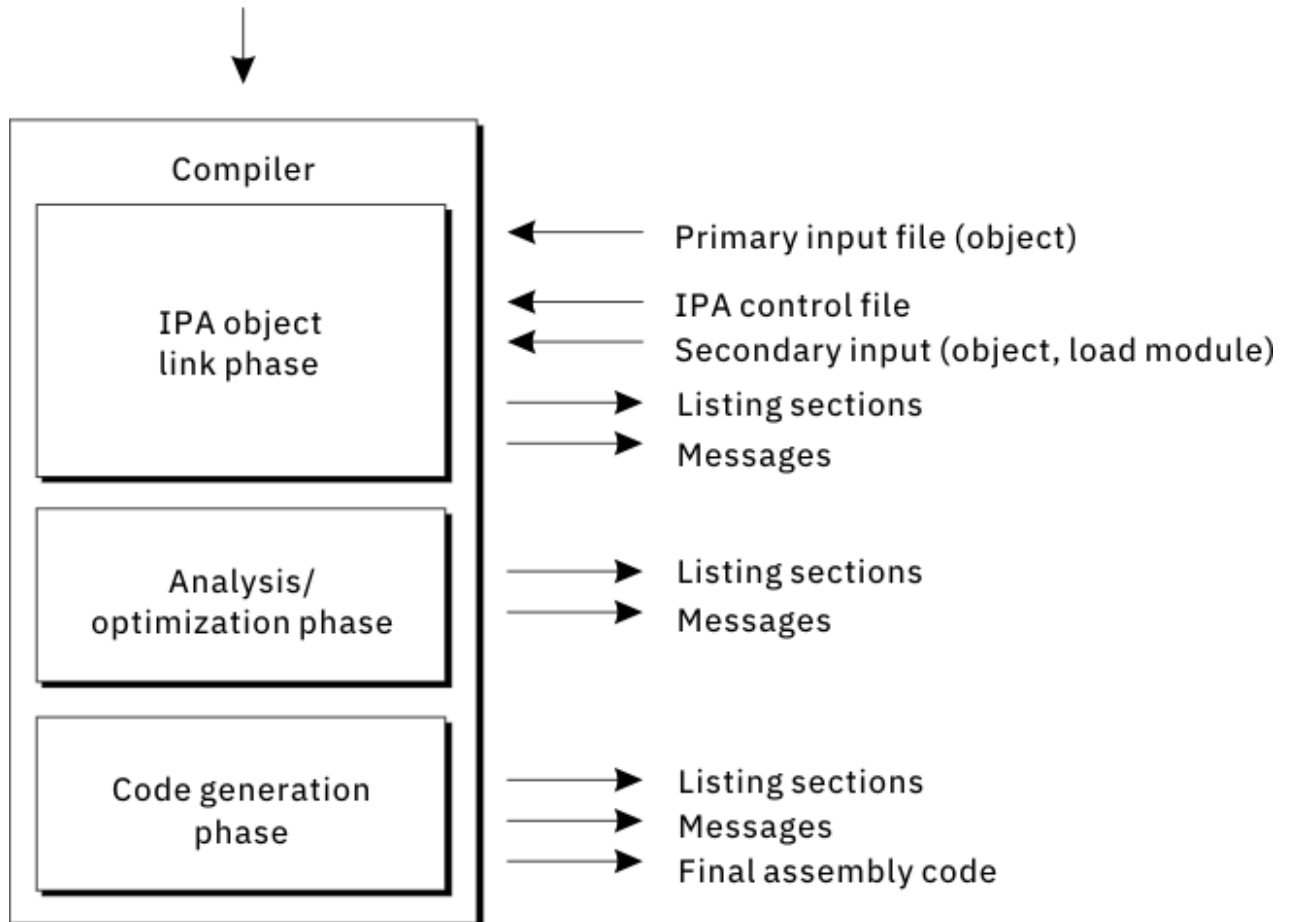 Compiler
IPA object
link phase
Primary input file (object)
IPA control file
Secondary input (object, load module)
Listing sections
Messages
Analysis/
optimization phase
Listing sections
Messages
Code generation
phase
Listing sections
Messages
Final assembly code